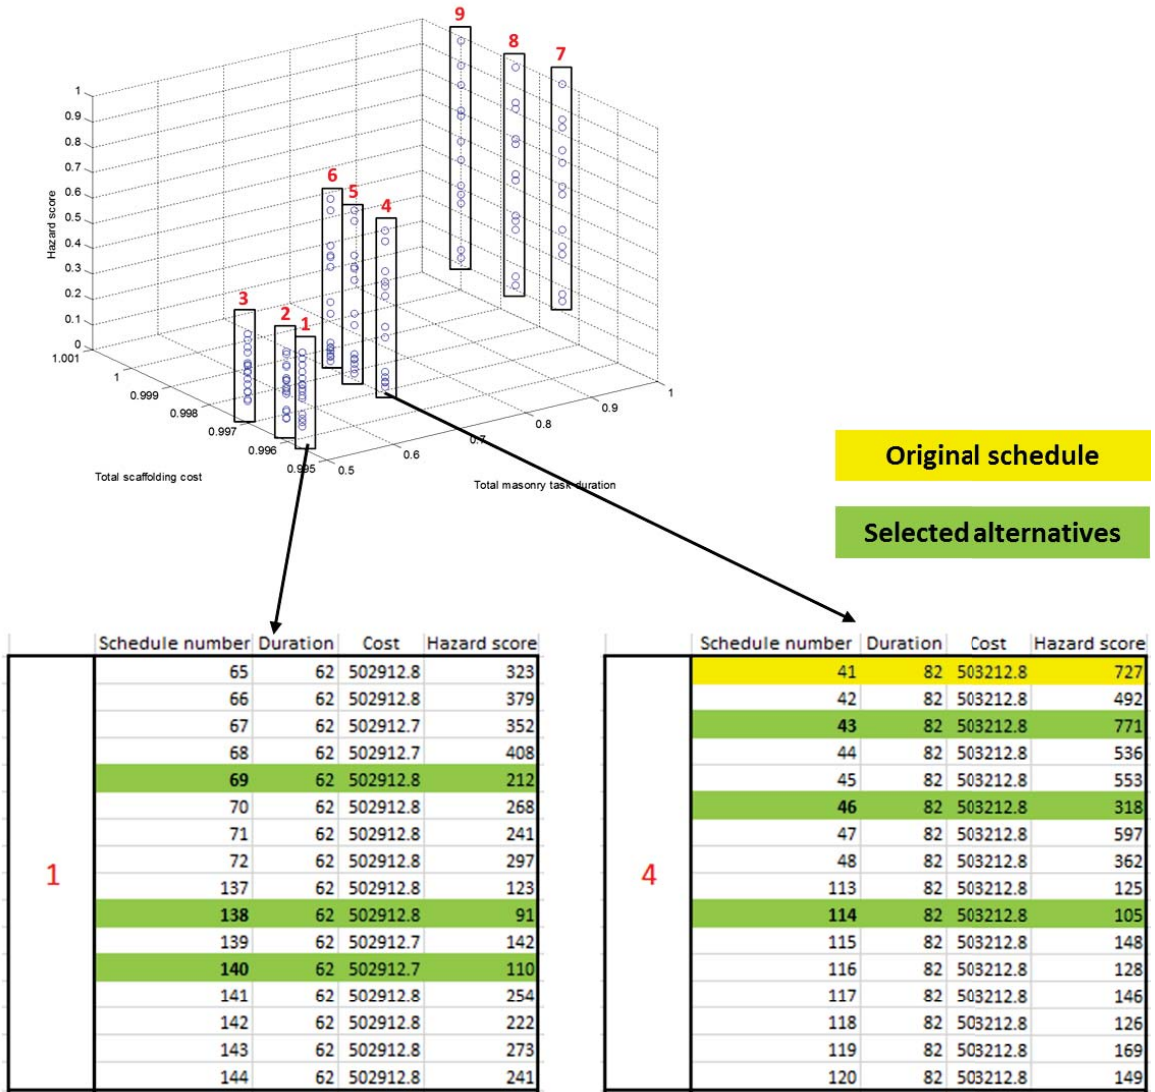 9
8
7
1
0.9
0.8
0.7
0.6
0.5
0.4
0.3
0.2
0.1
0
Hazard score
6
5
4
3
2
1
1.001
1
0.999
0.998
0.997
0.996
0.995
0.5
0.6
0.7
0.8
0.9
1
Total scaffolding cost
Total masonry task duration
Original schedule
Selected alternatives
Schedule number Duration Cost Hazard score
1
65 62 502912.8 323
66 62 502912.8 379
67 62 502912.7 352
68 62 502912.7 408
69 62 502912.8 212
70 62 502912.8 268
71 62 502912.8 241
72 62 502912.8 297
137 62 502912.8 123
138 62 502912.8 91
139 62 502912.7 142
140 62 502912.7 110
141 62 502912.8 254
142 62 502912.8 222
143 62 502912.8 273
144 62 502912.8 241
Schedule number Duration Cost Hazard score
4
41 82 503212.8 727
42 82 503212.8 492
43 82 503212.8 771
44 82 503212.8 536
45 82 503212.8 553
46 82 503212.8 318
47 82 503212.8 597
48 82 503212.8 362
113 82 503212.8 125
114 82 503212.8 105
115 82 503212.8 148
116 82 503212.8 128
117 82 503212.8 146
118 82 503212.8 126
119 82 503212.8 169
120 82 503212.8 149